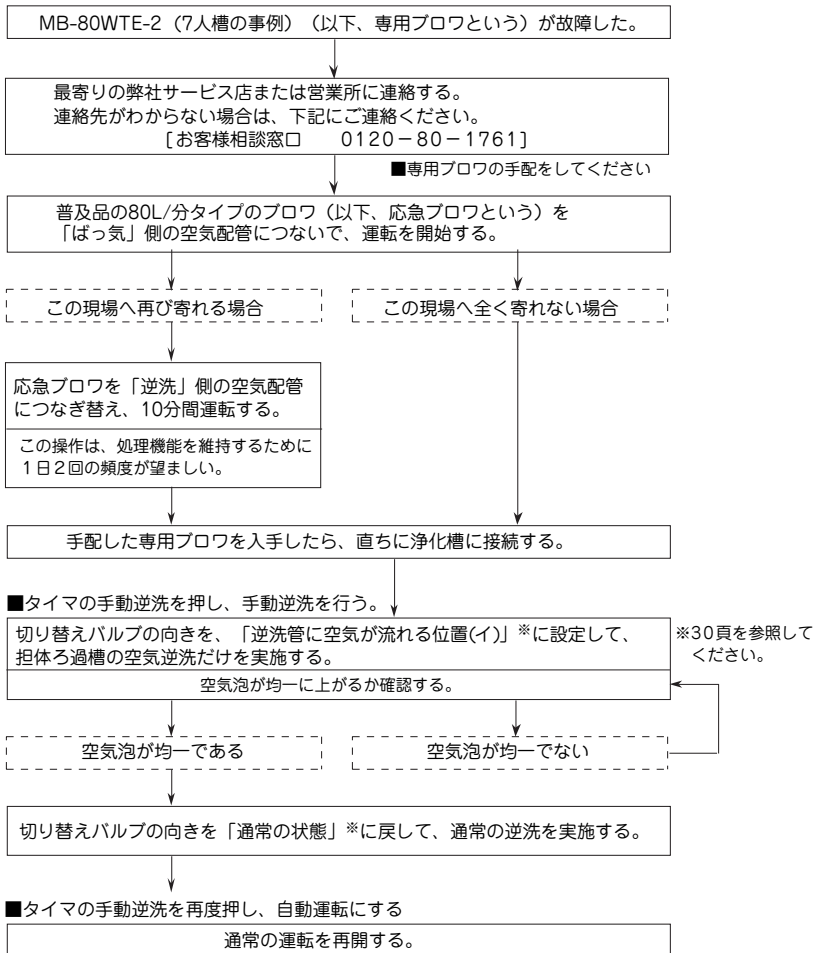 MB-80WTE-2（7人槽の事例）（以下、専用ブロワという）が故障した。
最寄りの弊社サービス店または営業所に連絡する。
連絡先がわからない場合は、下記にご連絡ください。
[お客様相談窓口　0120－80－1761]
■専用ブロワの手配をしてください
普及品の80L/分タイプのブロワ（以下、応急ブロワという）を
「ばっ気」側の空気配管につないで、運転を開始する。
この現場へ再び寄れる場合
この現場へ全く寄れない場合
応急ブロワを「逆洗」側の空気配管
につなぎ替え、10分間運転する。
この操作は、処理機能を維持するために
1日2回の頻度が望ましい。
手配した専用ブロワを入手したら、直ちに浄化槽に接続する。
■タイマの手動逆洗を押し、手動逆洗を行う。
切り替えバルブの向きを、「逆洗管に空気が流れる位置(イ)」※に設定して、
担体ろ過槽の空気逆洗だけを実施する。
※30頁を参照して
ください。
空気泡が均一に上がるか確認する。
空気泡が均一である
空気泡が均一でない
切り替えバルブの向きを「通常の状態」※に戻して、通常の逆洗を実施する。
■タイマの手動逆洗を再度押し、自動運転にする
通常の運転を再開する。